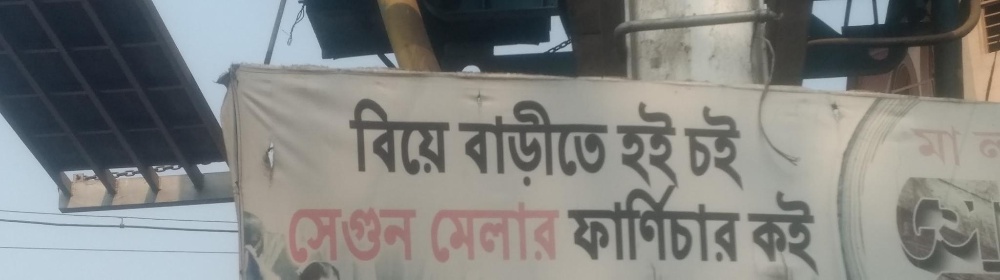 বিয়ে বাড়ীতে হই চই
সেগুন মেলার ফার্ণিচার কই
মা